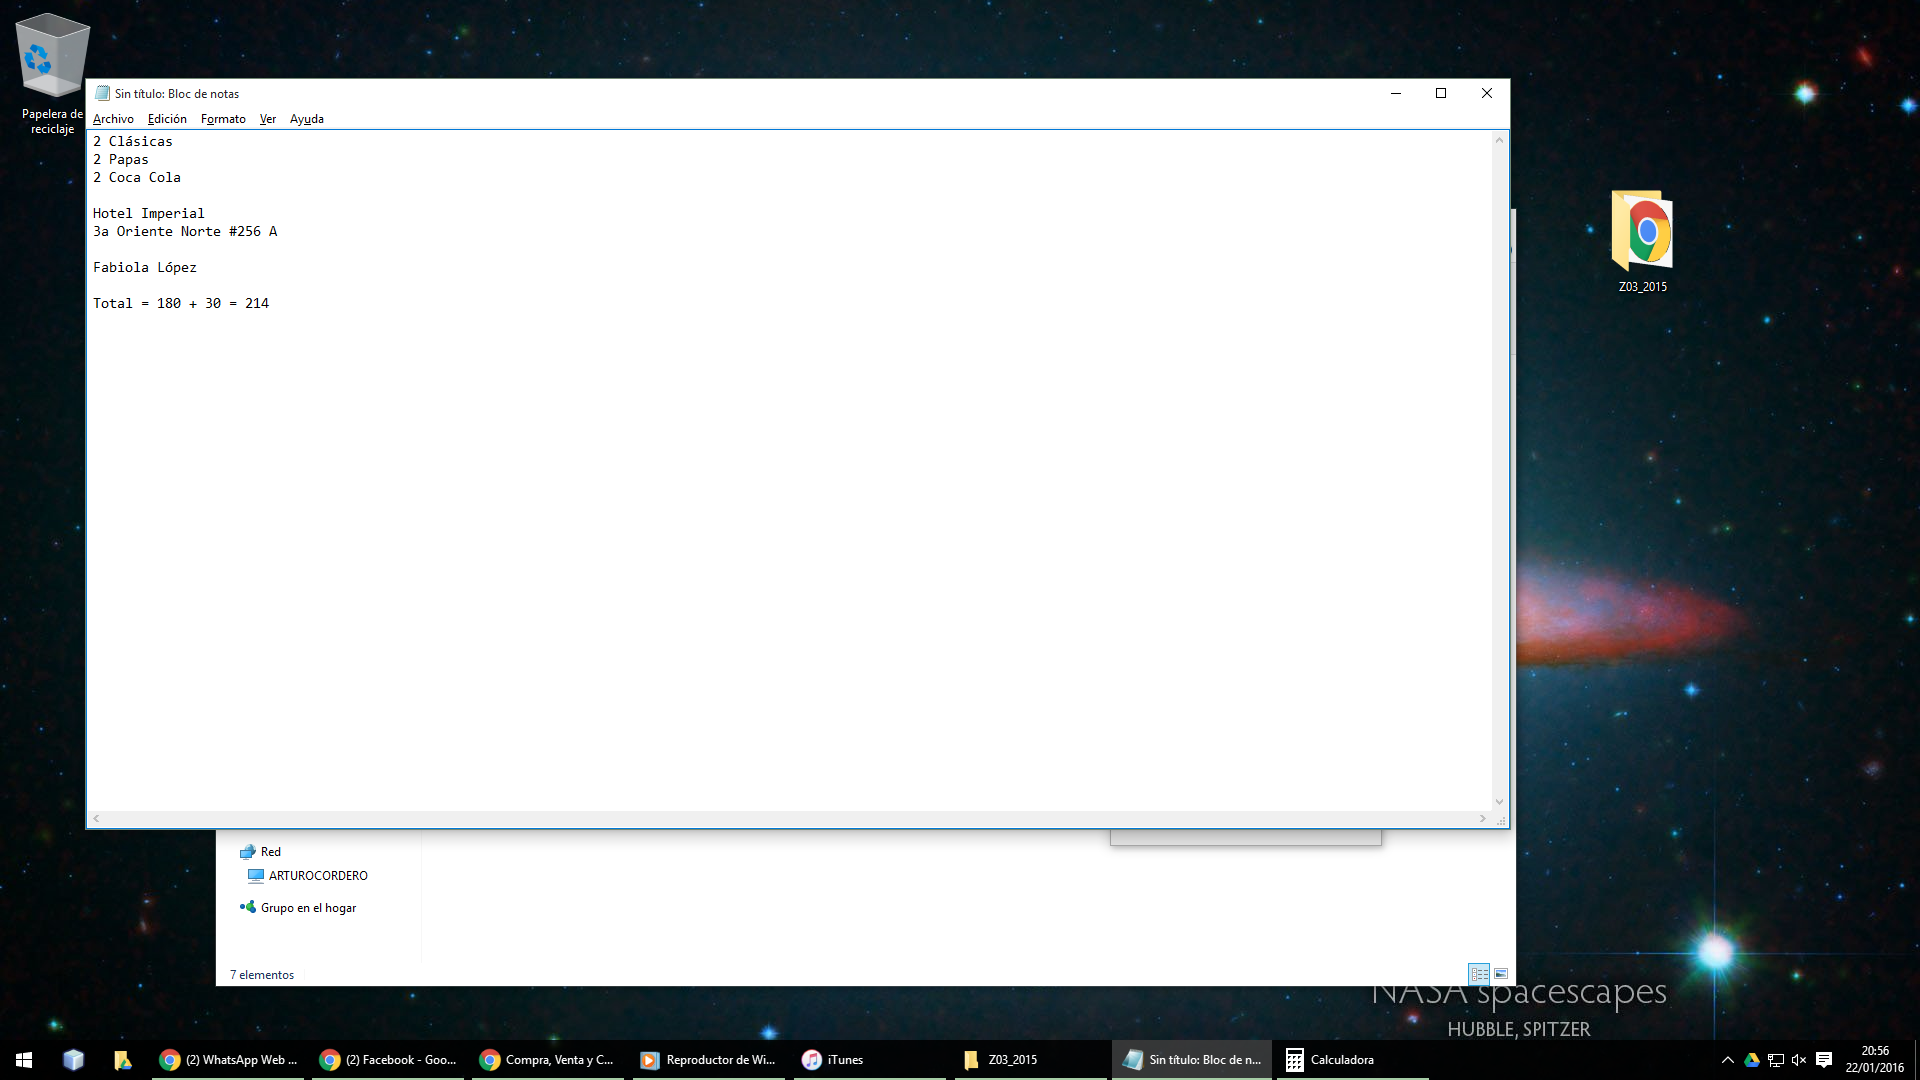 Papelera de
reciclaje
Sin título: Bloc de notas
Archivo Edición Formato Ver Ayuda
2 Clásicas
2 Papas
2 Coca Cola
Hotel Imperial
3a Oriente Norte #256 A
Fabiola López
Total = 180 + 30 = 214
Z03_2015
Red
ARTUROCORDERO
Grupo en el hogar
7 elementos
NASA spacescapes
HUBBLE, SPITZER
(2) WhatsApp Web ...
(2) Facebook - Goo...
Compra, Venta y C...
Reproductor de Wi...
iTunes
Z03_2015
Sin título: Bloc de n...
Calculadora
20:56
22/01/2016